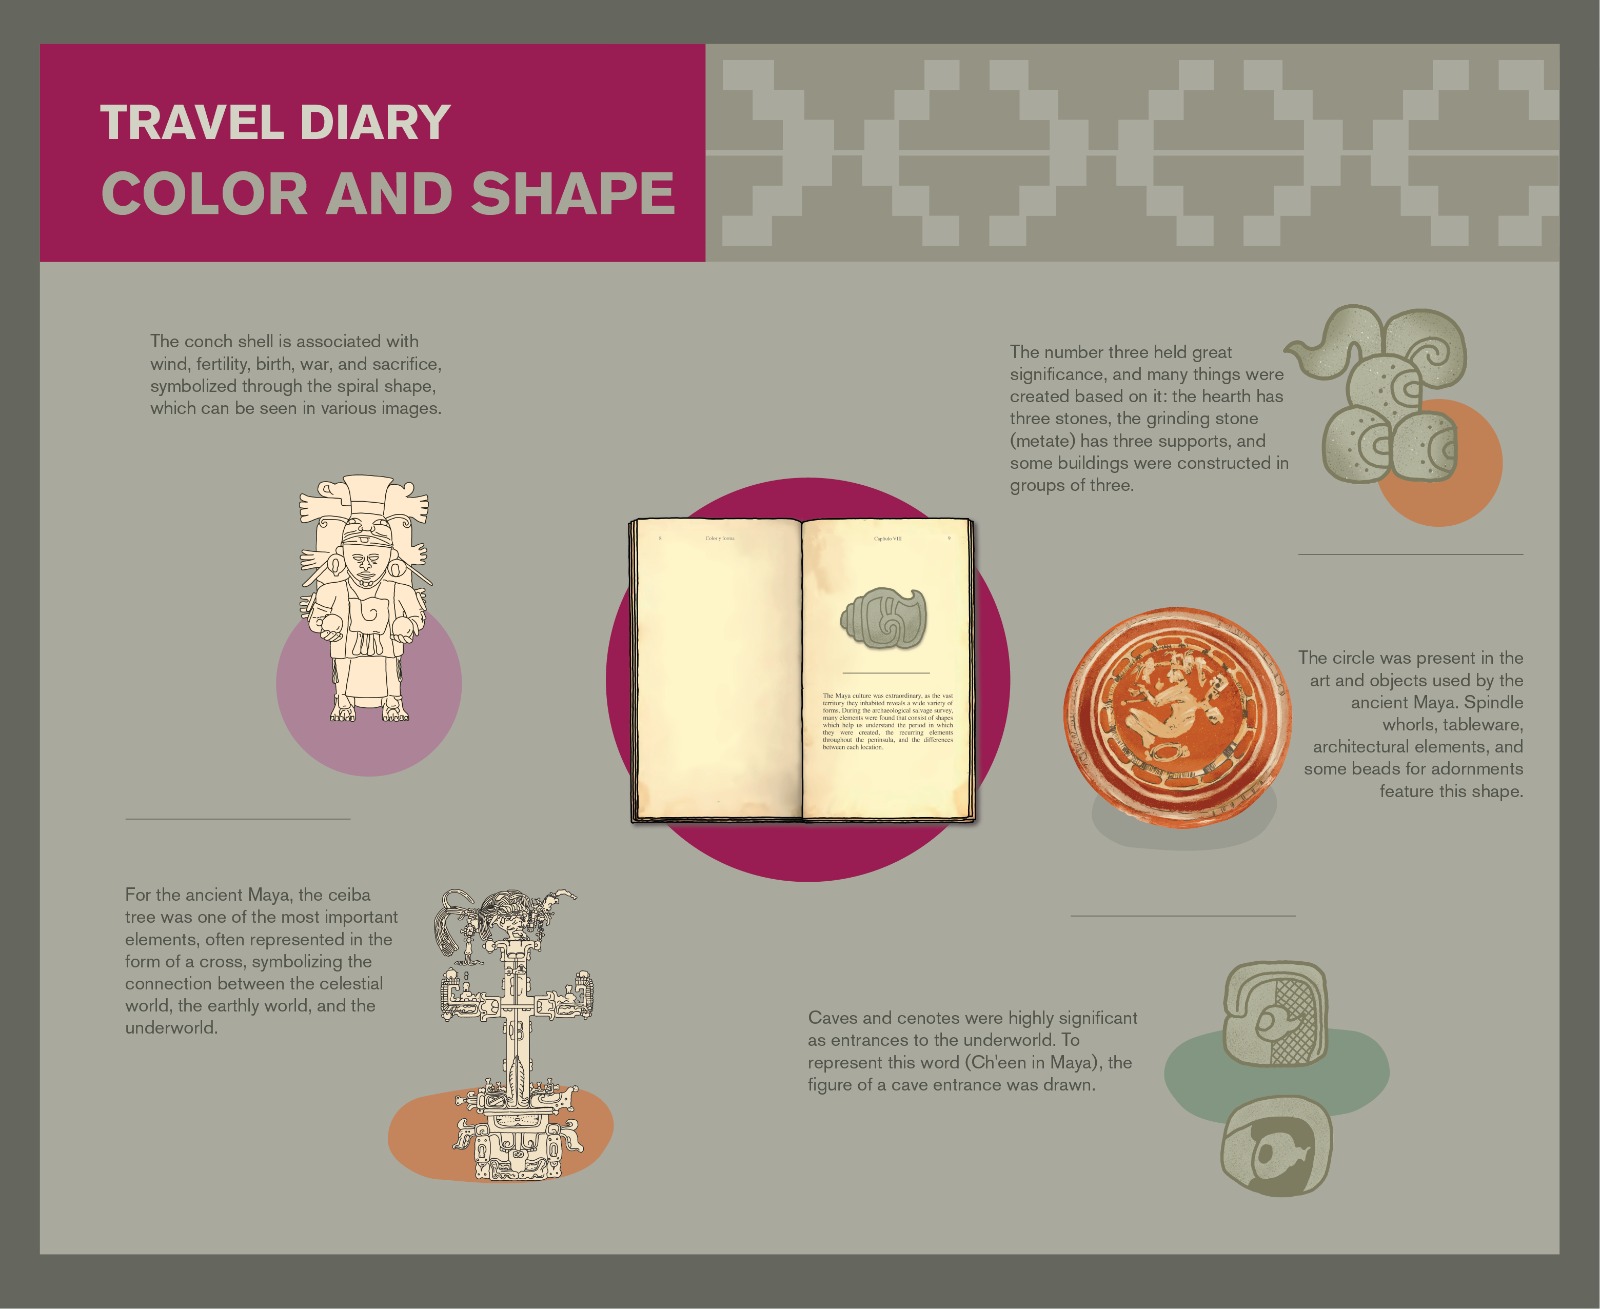 TRAVEL DIARY
COLOR AND SHAPE
The conch shell is associated with
wind, fertility, birth, war, and sacrifice,
symbolized through the spiral shape,
which can be seen in various images.
For the ancient Maya, the ceiba
tree was one of the most important
elements, often represented in the
form of a cross, symbolizing the
connection between the celestial
world, the earthly world, and the
underworld.
8
Capítulo VIII
9
The Maya culture was extraordinary, as the vast
territory they inhabited reveals a wide variety of
forms. During the archaeological salvage survey,
many elements were found that consist of shapes
which help us understand the period in which
they were created, the recurring elements
throughout the peninsula, and the differences
between each location.
The number three held great
significance, and many things were
created based on it: the hearth has
three stones, the grinding stone
(metate) has three supports, and
some buildings were constructed in
groups of three.
The circle was present in the
art and objects used by the
ancient Maya. Spindle
whorls, tableware,
architectural elements, and
some beads for adornments
feature this shape.
Caves and cenotes were highly significant
as entrances to the underworld. To
represent this word (Ch'een in Maya), the
figure of a cave entrance was drawn.